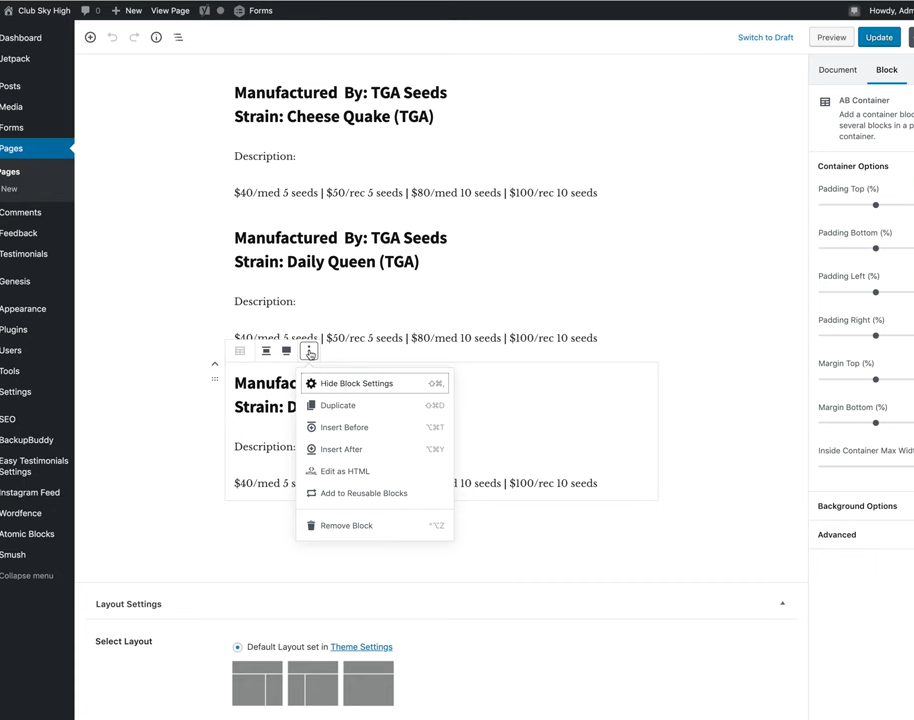 Club Sky High 0 New View Page Forms Howdy, Adm
Dashboard
Jetpack
Posts
Media
Forms
Pages
Pages
New
Comments
Feedback
Testimonials
Genesis
Appearance
Plugins
Users
Tools
Settings
SEO
BackupBuddy
Easy Testimonials
Settings
Instagram Feed
Wordfence
Atomic Blocks
Smush
Collapse menu
Switch to Draft Preview Update
Manufactured By: TGA Seeds
Strain: Cheese Quake (TGA)
Description:
$40/med 5 seeds | $50/rec 5 seeds | $80/med 10 seeds | $100/rec 10 seeds
Manufactured By: TGA Seeds
Strain: Daily Queen (TGA)
Description:
$40/med 5 seeds | $50/rec 5 seeds | $80/med 10 seeds | $100/rec 10 seeds
Manufac
Strain: D
Description:
$40/med 5 s l 10 seeds | $100/rec 10 seeds
Hide Block Settings ⇧⌘,
Duplicate ⇧⌘D
Insert Before ⌥⌘T
Insert After ⌥⌘Y
Edit as HTML
Add to Reusable Blocks
Remove Block ^⌥Z
Layout Settings
Select Layout
Default Layout set in Theme Settings
Document Block
AB Container
Add a container bloc
several blocks in a p
container.
Container Options
Padding Top (%)
Padding Bottom (%)
Padding Left (%)
Padding Right (%)
Margin Top (%)
Margin Bottom (%)
Inside Container Max Widt
Background Options
Advanced